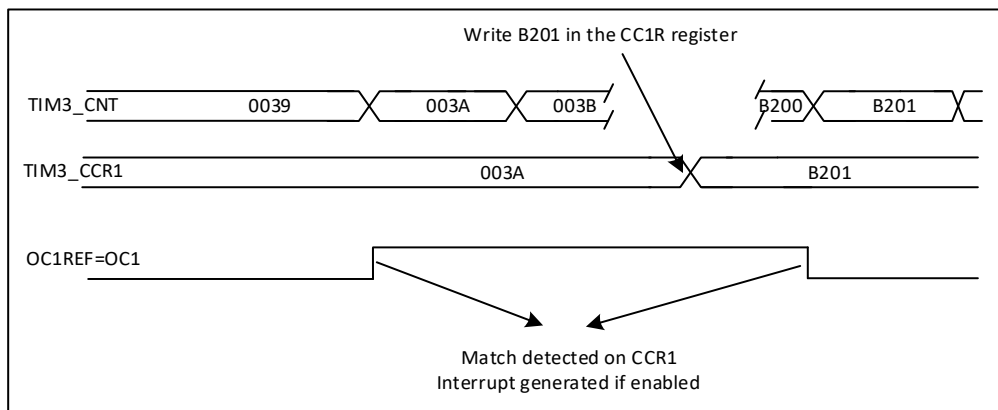 Write B201 in the CC1R register
TIM3_CNT 0039 003A 003B B200 B201
TIM3_CCR1 003A B201
OC1REF=OC1
Match detected on CCR1
Interrupt generated if enabled